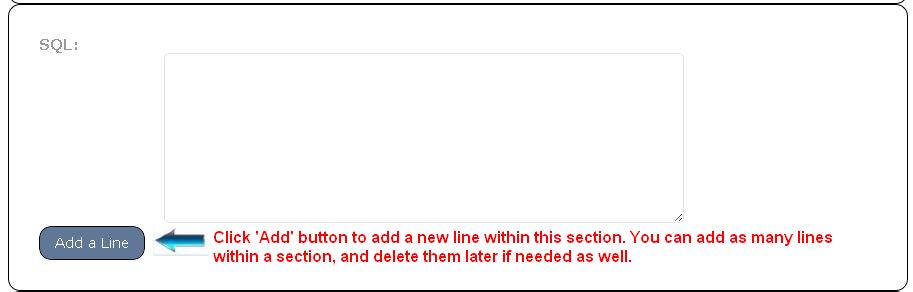 SQL:
Add a Line
Click 'Add' button to add a new line within this section. You can add as many lines
within a section, and delete them later if needed as well.